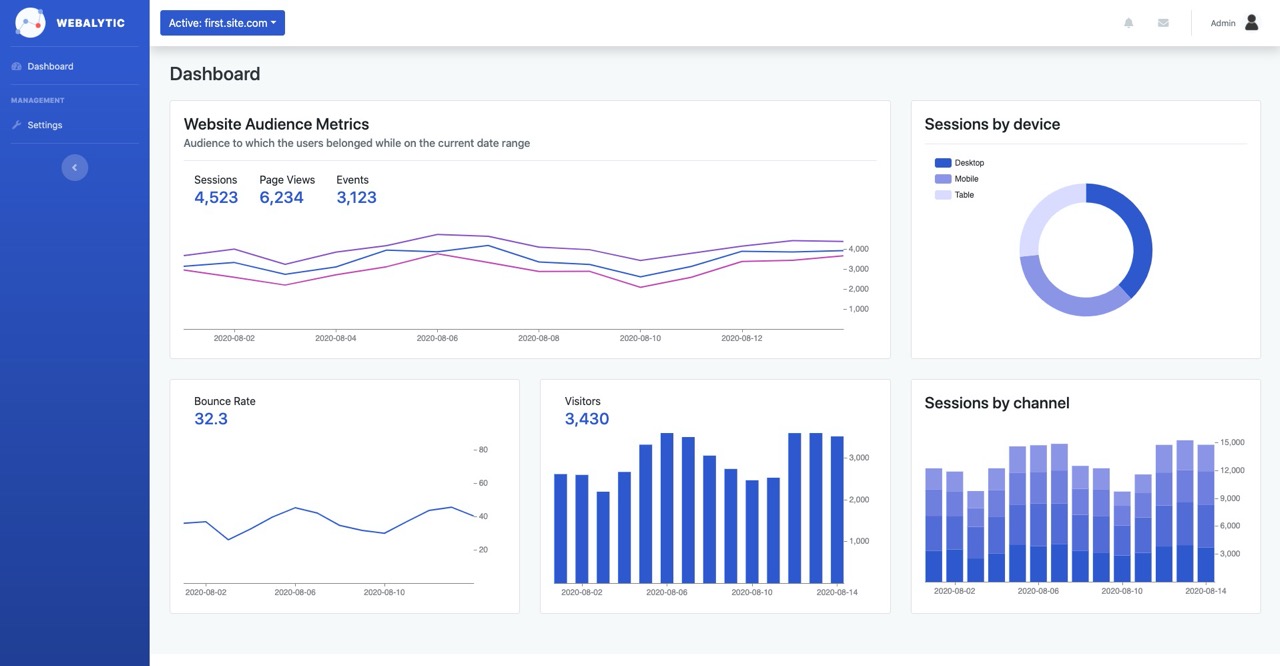 WEBALYTIC
Dashboard
MANAGEMENT
Settings
Active: first.site.com
Admin
Dashboard
Website Audience Metrics
Audience to which the users belonged while on the current date range
Sessions Page Views Events
4,523 6,234 3,123
4,000
3,000
2,000
1,000
2020-08-02 2020-08-04 2020-08-06 2020-08-08 2020-08-10 2020-08-12
Sessions by device
Desktop
Mobile
Table
Bounce Rate
32.3
80
60
40
20
2020-08-02 2020-08-06 2020-08-10
Visitors
3,430
3,000
2,000
1,000
2020-08-02 2020-08-06 2020-08-10 2020-08-14
Sessions by channel
15,000
12,000
9,000
6,000
3,000
2020-08-02 2020-08-06 2020-08-10 2020-08-14